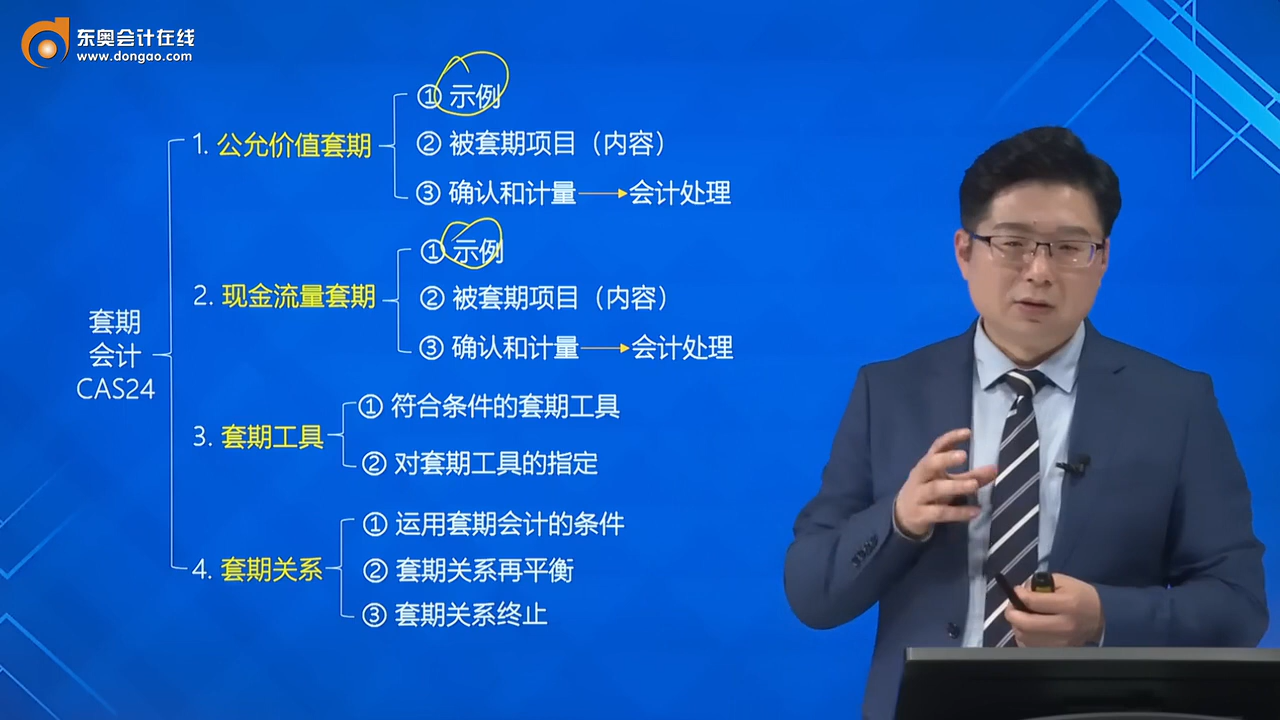 东奥会计在线
www.dongao.com
套期
会计
CAS24
1. 公允价值套期
① 示例
② 被套期项目（内容）
③ 确认和计量→会计处理
2. 现金流量套期
① 示例
② 被套期项目（内容）
③ 确认和计量→会计处理
3. 套期工具
① 符合条件的套期工具
② 对套期工具的指定
4. 套期关系
① 运用套期会计的条件
② 套期关系再平衡
③ 套期关系终止